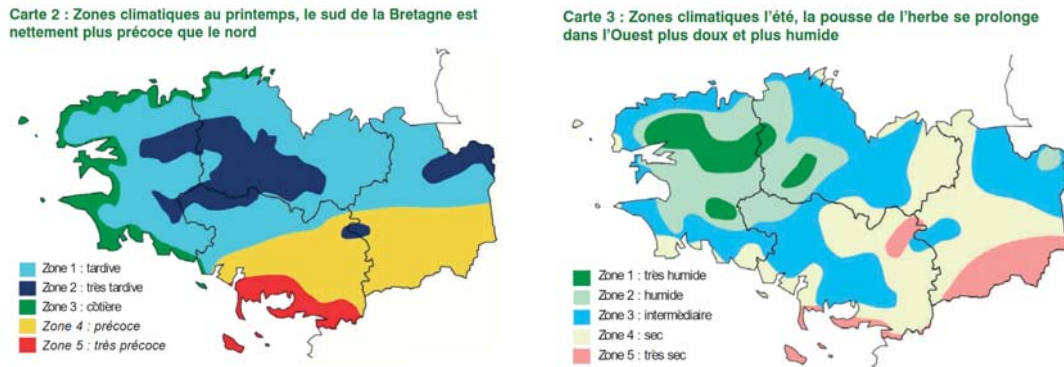 Carte 2 : Zones climatiques au printemps, le sud de la Bretagne est
nettement plus précoce que le nord
Zone 1 : tardive
Zone 2 : très tardive
Zone 3 : côtière
Zone 4 : précoce
Zone 5 : très précoce
Carte 3 : Zones climatiques l'été, la pousse de l'herbe se prolonge
dans l'Ouest plus doux et plus humide
Zone 1 : très humide
Zone 2 : humide
Zone 3 : intermèdiaire
Zone 4 : sec
Zone 5 : très sec